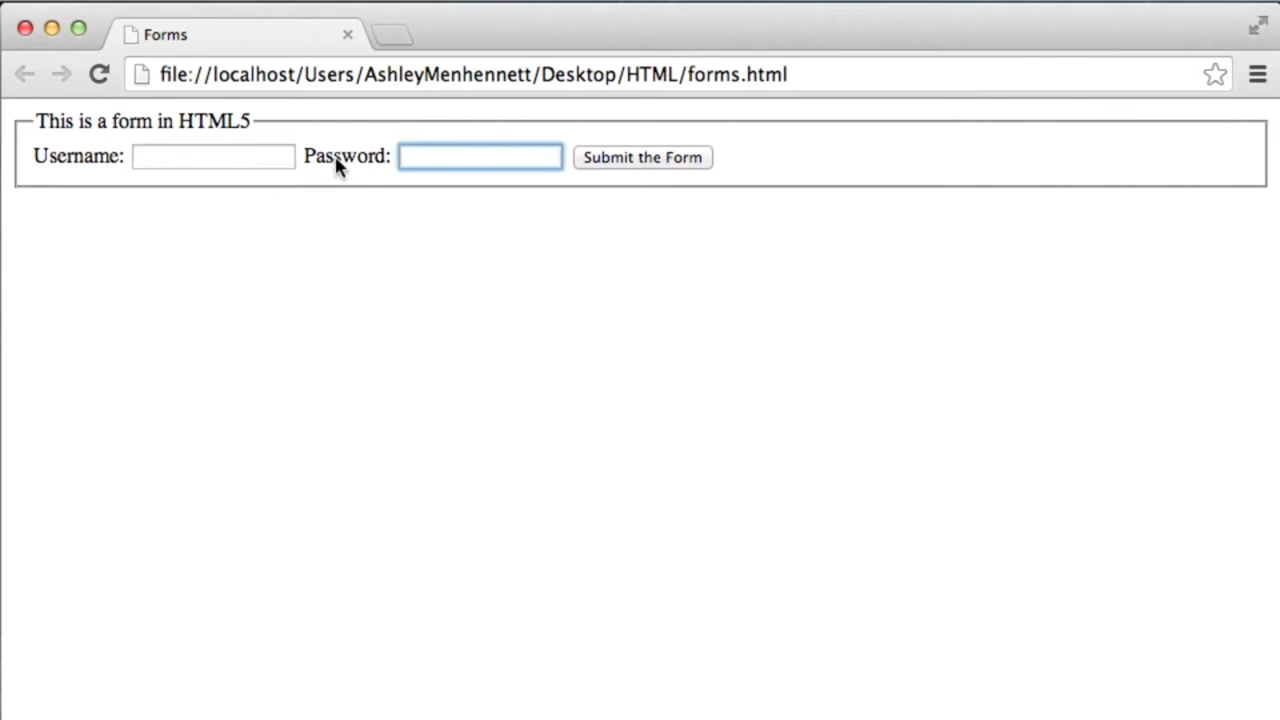 Forms
file://localhost/Users/AshleyMenhennett/Desktop/HTML/forms.html
This is a form in HTML5
Username: Password: Submit the Form